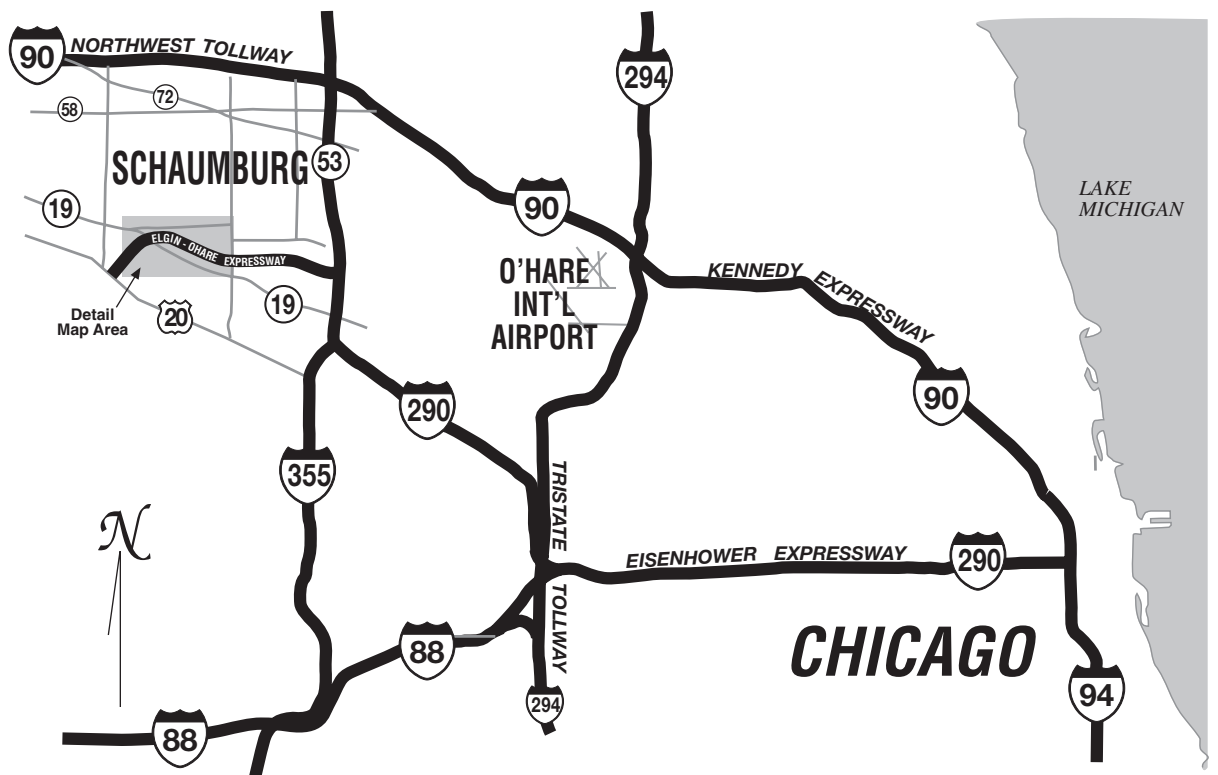 90
NORTHWEST TOLLWAY
294
58
72
SCHAUMBURG
53
19
90
LAKE
MICHIGAN
ELGIN - OHARE EXPRESSWAY
O'HARE
INT'L
AIRPORT
KENNEDY EXPRESSWAY
Detail
Map Area
20
19
290
90
355
TRISTATE TOLLWAY
N
EISENHOWER EXPRESSWAY
290
88
CHICAGO
294
94
88